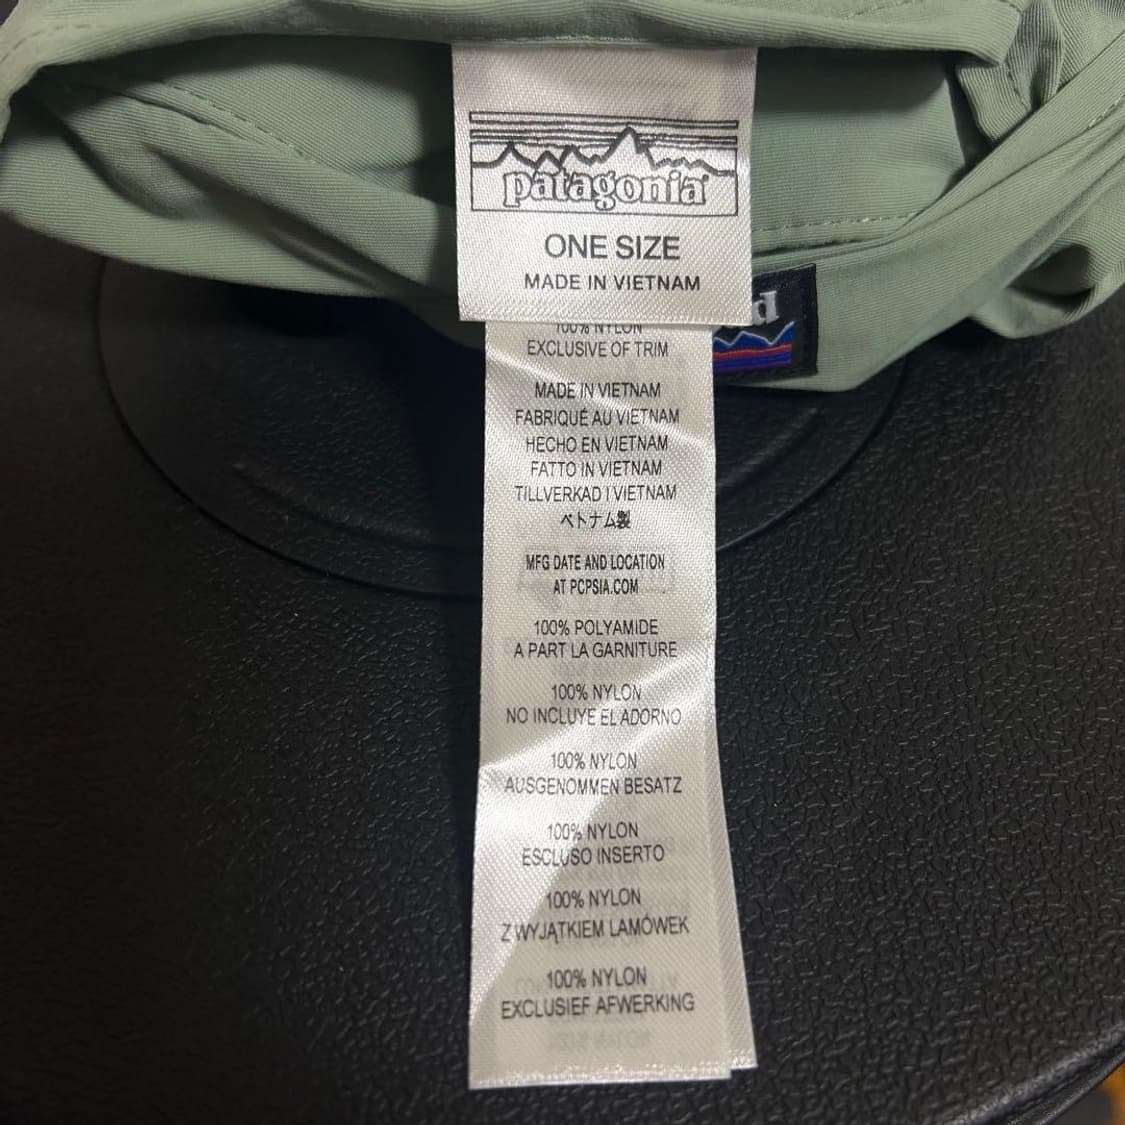 patagonia
ONE SIZE
MADE IN VIETNAM
100% NYLON
EXCLUSIVE OF TRIM
MADE IN VIETNAM
FABRIQUÉ AU VIETNAM
HECHO EN VIETNAM
FATTO IN VIETNAM
TILLVERKAD I VIETNAM
ベトナム製
MFG DATE AND LOCATION
AT PCPSIA.COM
100% POLYAMIDE
A PART LA GARNITURE
100% NYLON
NO INCLUYE EL ADORNO
100% NYLON
AUSGENOMMEN BESATZ
100% NYLON
ESCLUSO INSERTO
100% NYLON
Z WYJĄTKIEM LAMÓWEK
100% NYLON
EXCLUSIEF AFWERKING